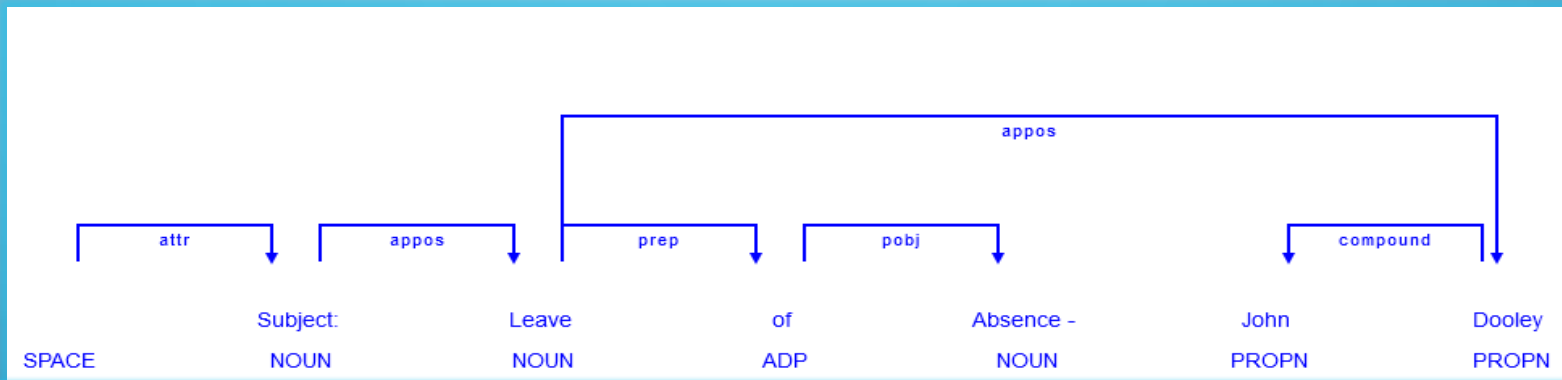 appos
attr appos prep pobj compound
Subject: Leave of Absence - John Dooley
SPACE NOUN NOUN ADP NOUN PROPN PROPN